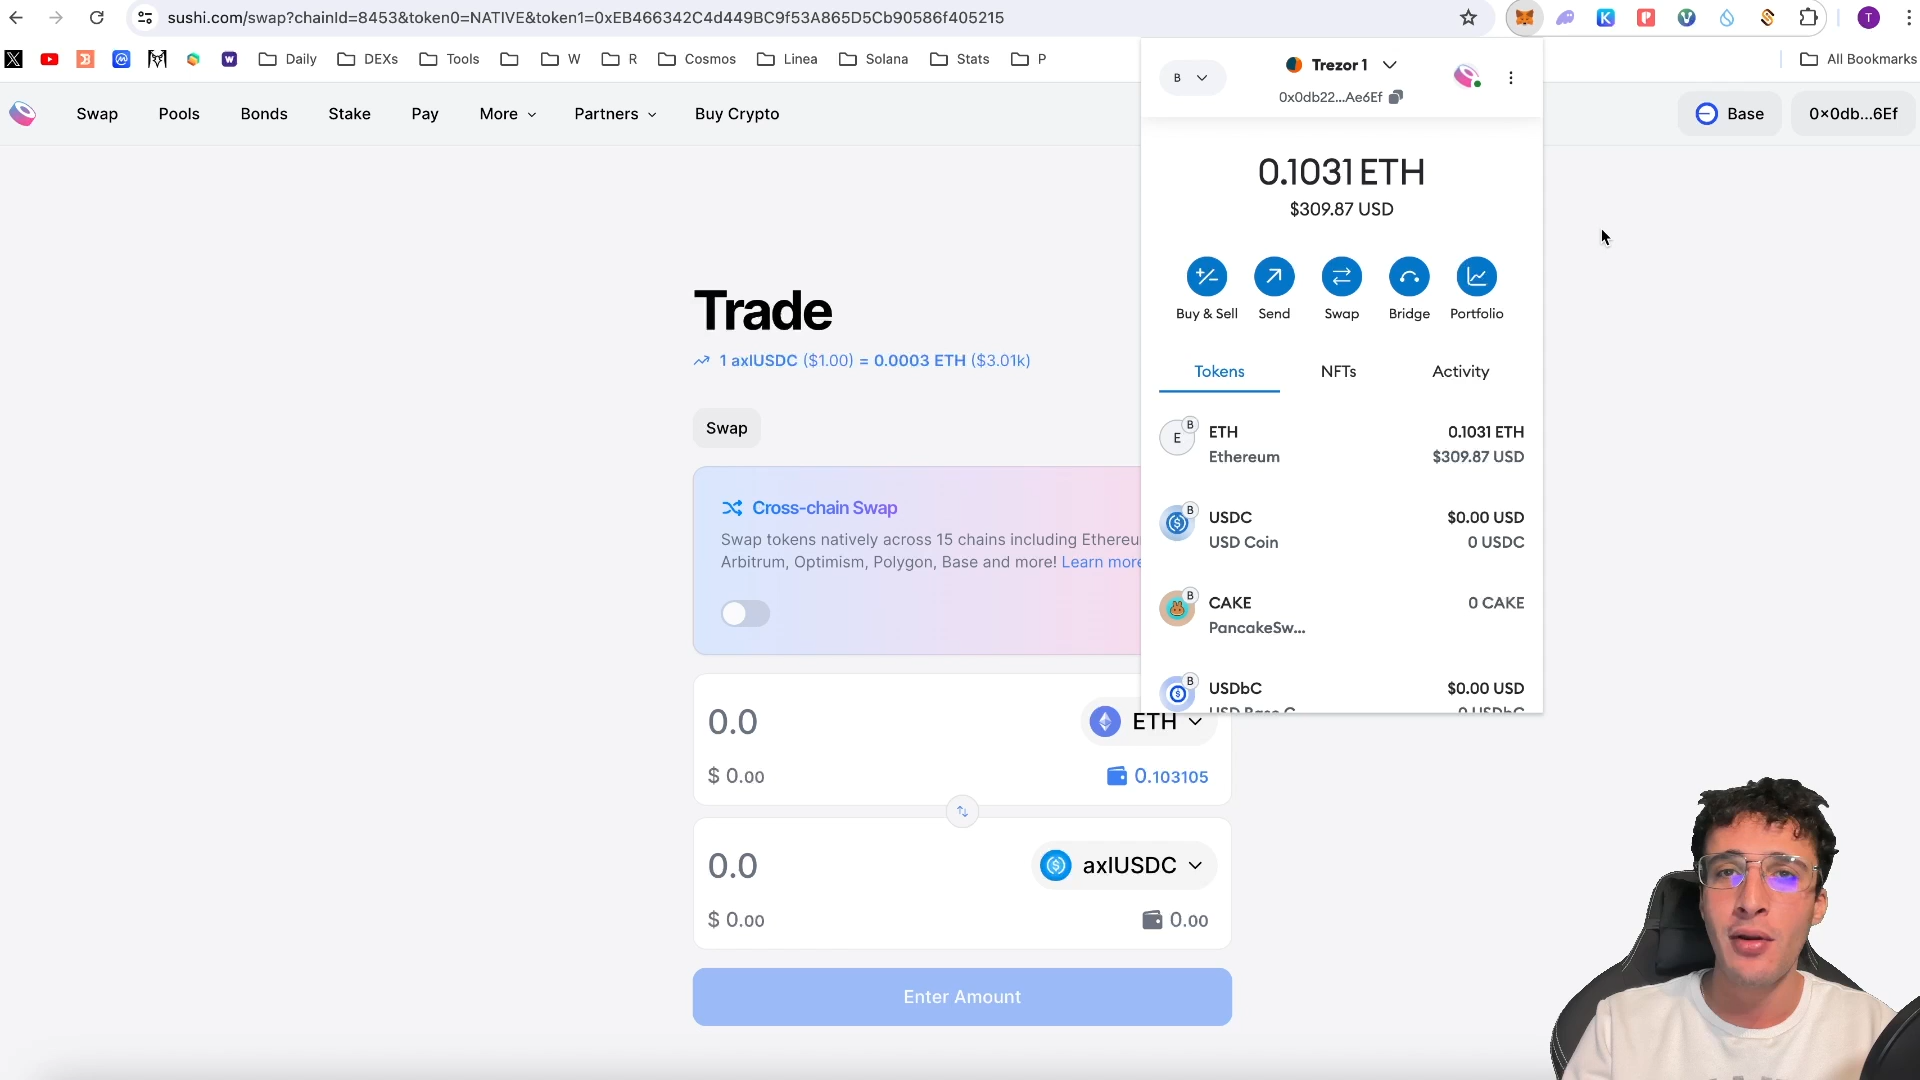 sushi.com/swap?chainId=8453&token0=NATIVE&token1=0xEB466342C4d449BC9f53A865D5Cb90586f405215
T
Daily
DEXs
Tools
W
R
Cosmos
Linea
Solana
Stats
P
All Bookmarks
Swap
Pools
Bonds
Stake
Pay
More
Partners
Buy Crypto
Base
0x0db...6Ef
B
Trezor 1
0x0db22...Ae6Ef
0.1031 ETH
$309.87 USD
Buy & Sell
Send
Swap
Bridge
Portfolio
Tokens
NFTs
Activity
E
B
ETH
0.1031 ETH
Ethereum
$309.87 USD
B
USDC
$0.00 USD
USD Coin
0 USDC
B
CAKE
0 CAKE
PancakeSw...
B
USDbC
$0.00 USD
USD Base C
0 USDbC
Trade
1 axlUSDC ($1.00) = 0.0003 ETH ($3.01k)
Swap
Cross-chain Swap
Swap tokens natively across 15 chains including Ethereu
Arbitrum, Optimism, Polygon, Base and more! Learn more
0.0
ETH
$ 0.00
0.103105
0.0
axlUSDC
$ 0.00
0.00
Enter Amount